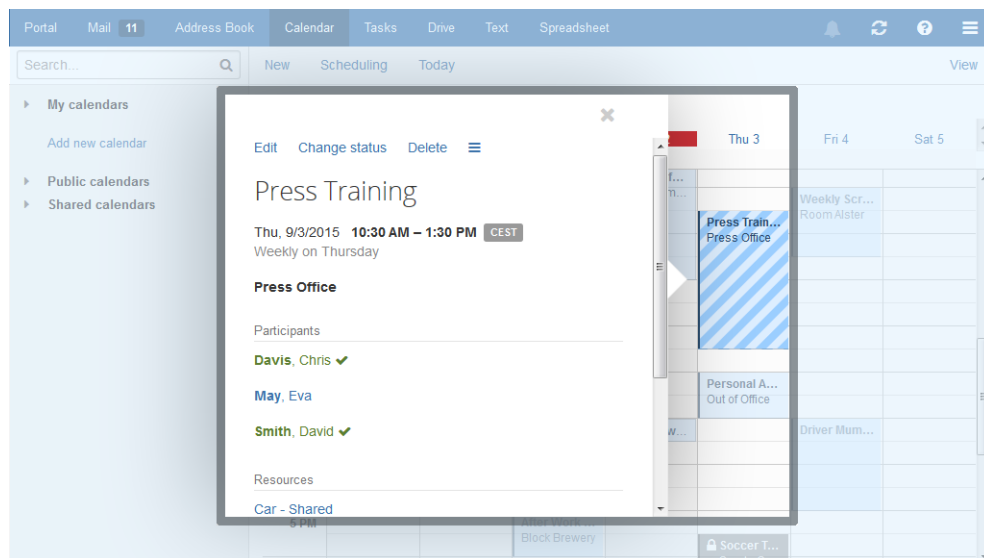 Portal Mail 11 Address Book Calendar Tasks Drive Text Spreadsheet
Search... New Scheduling Today View
My calendars
Add new calendar
Public calendars
Shared calendars
Edit Change status Delete
Press Training
Thu, 9/3/2015 10:30 AM – 1:30 PM CEST
Weekly on Thursday
Press Office
Participants
Davis, Chris
May, Eva
Smith, David
Resources
Car - Shared
Thu 3 Fri 4 Sat 5
Weekly Scr...
Room Alster
Press Train...
Press Office
Personal A...
Out of Office
Driver Mum...
5 PM
After Work ...
Block Brewery
Soccer T...